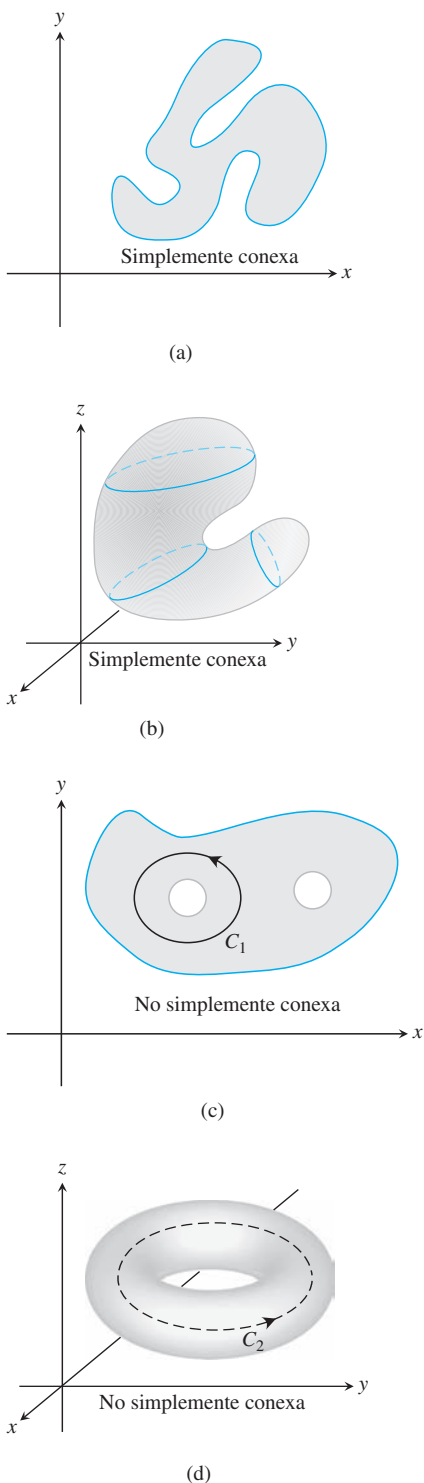 y
Simplemente conexa
x
(a)
z
y
Simplemente conexa
x
(b)
y
C1
No simplemente conexa
x
(c)
z
C2
y
No simplemente conexa
x
(d)